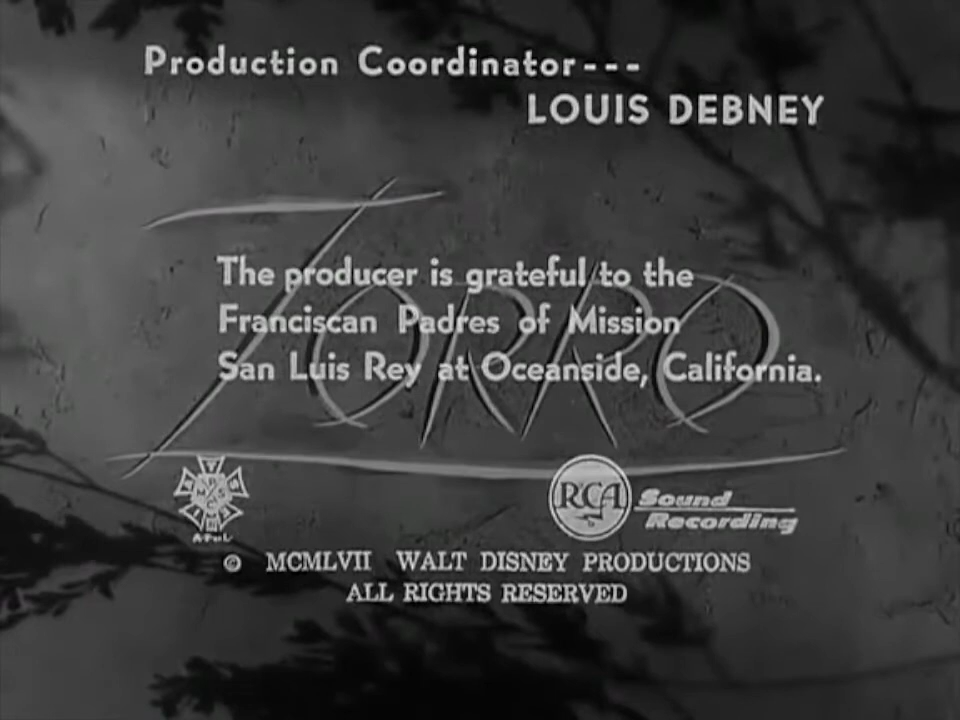 Production Coordinator---
LOUIS DEBNEY
ZORRO
The producer is grateful to the
Franciscan Padres of Mission
San Luis Rey at Oceanside, California.
RCA Sound
Recording
© MCMLVII WALT DISNEY PRODUCTIONS
ALL RIGHTS RESERVED